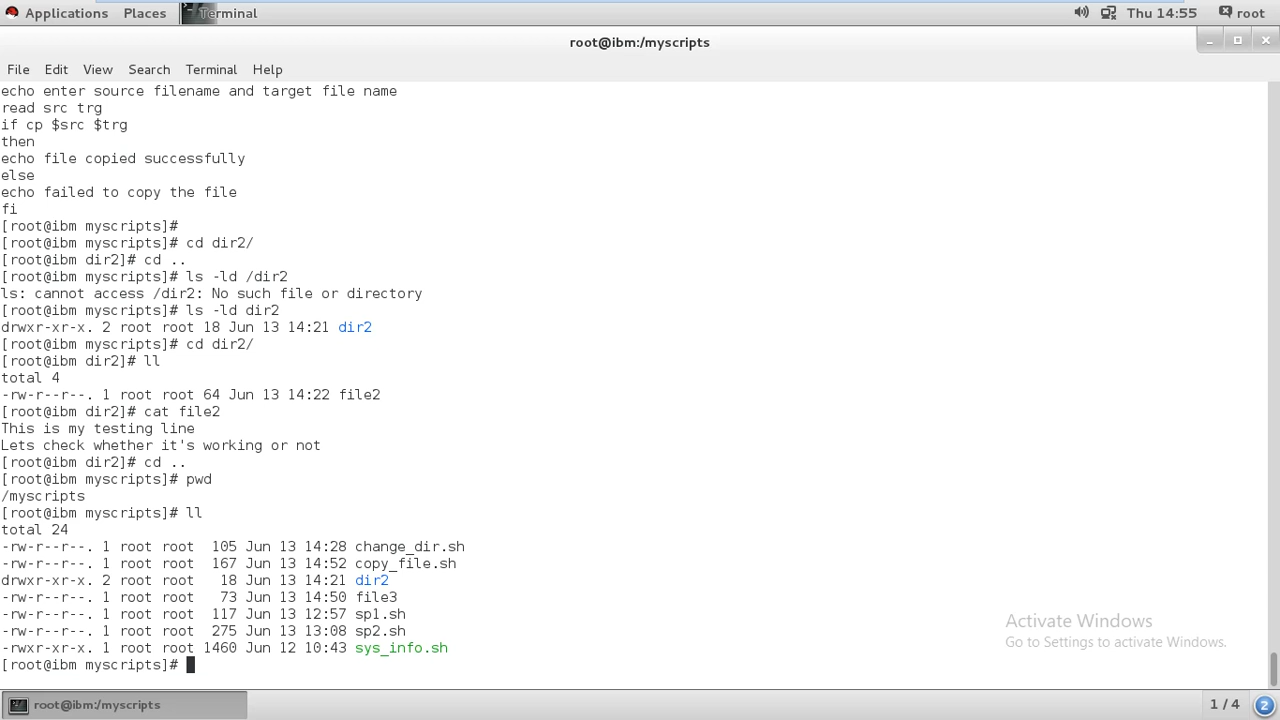 Applications Places Terminal Thu 14:55 root
root@ibm:/myscripts
File Edit View Search Terminal Help
echo enter source filename and target file name
read src trg
if cp $src $trg
then
echo file copied successfully
else
echo failed to copy the file
fi
[root@ibm myscripts]#
[root@ibm myscripts]# cd dir2/
[root@ibm dir2]# cd ..
[root@ibm myscripts]# ls -ld /dir2
ls: cannot access /dir2: No such file or directory
[root@ibm myscripts]# ls -ld dir2
drwxr-xr-x. 2 root root 18 Jun 13 14:21 dir2
[root@ibm myscripts]# cd dir2/
[root@ibm dir2]# ll
total 4
-rw-r--r--. 1 root root 64 Jun 13 14:22 file2
[root@ibm dir2]# cat file2
This is my testing line
Lets check whether it's working or not
[root@ibm dir2]# cd ..
[root@ibm myscripts]# pwd
/myscripts
[root@ibm myscripts]# ll
total 24
-rw-r--r--. 1 root root  105 Jun 13 14:28 change_dir.sh
-rw-r--r--. 1 root root  167 Jun 13 14:52 copy_file.sh
drwxr-xr-x. 2 root root   18 Jun 13 14:21 dir2
-rw-r--r--. 1 root root   73 Jun 13 14:50 file3
-rw-r--r--. 1 root root  117 Jun 13 12:57 sp1.sh
-rw-r--r--. 1 root root  275 Jun 13 13:08 sp2.sh
-rwxr-xr-x. 1 root root 1460 Jun 12 10:43 sys_info.sh
[root@ibm myscripts]#
Activate Windows
Go to Settings to activate Windows.
root@ibm:/myscripts 1 / 4 2